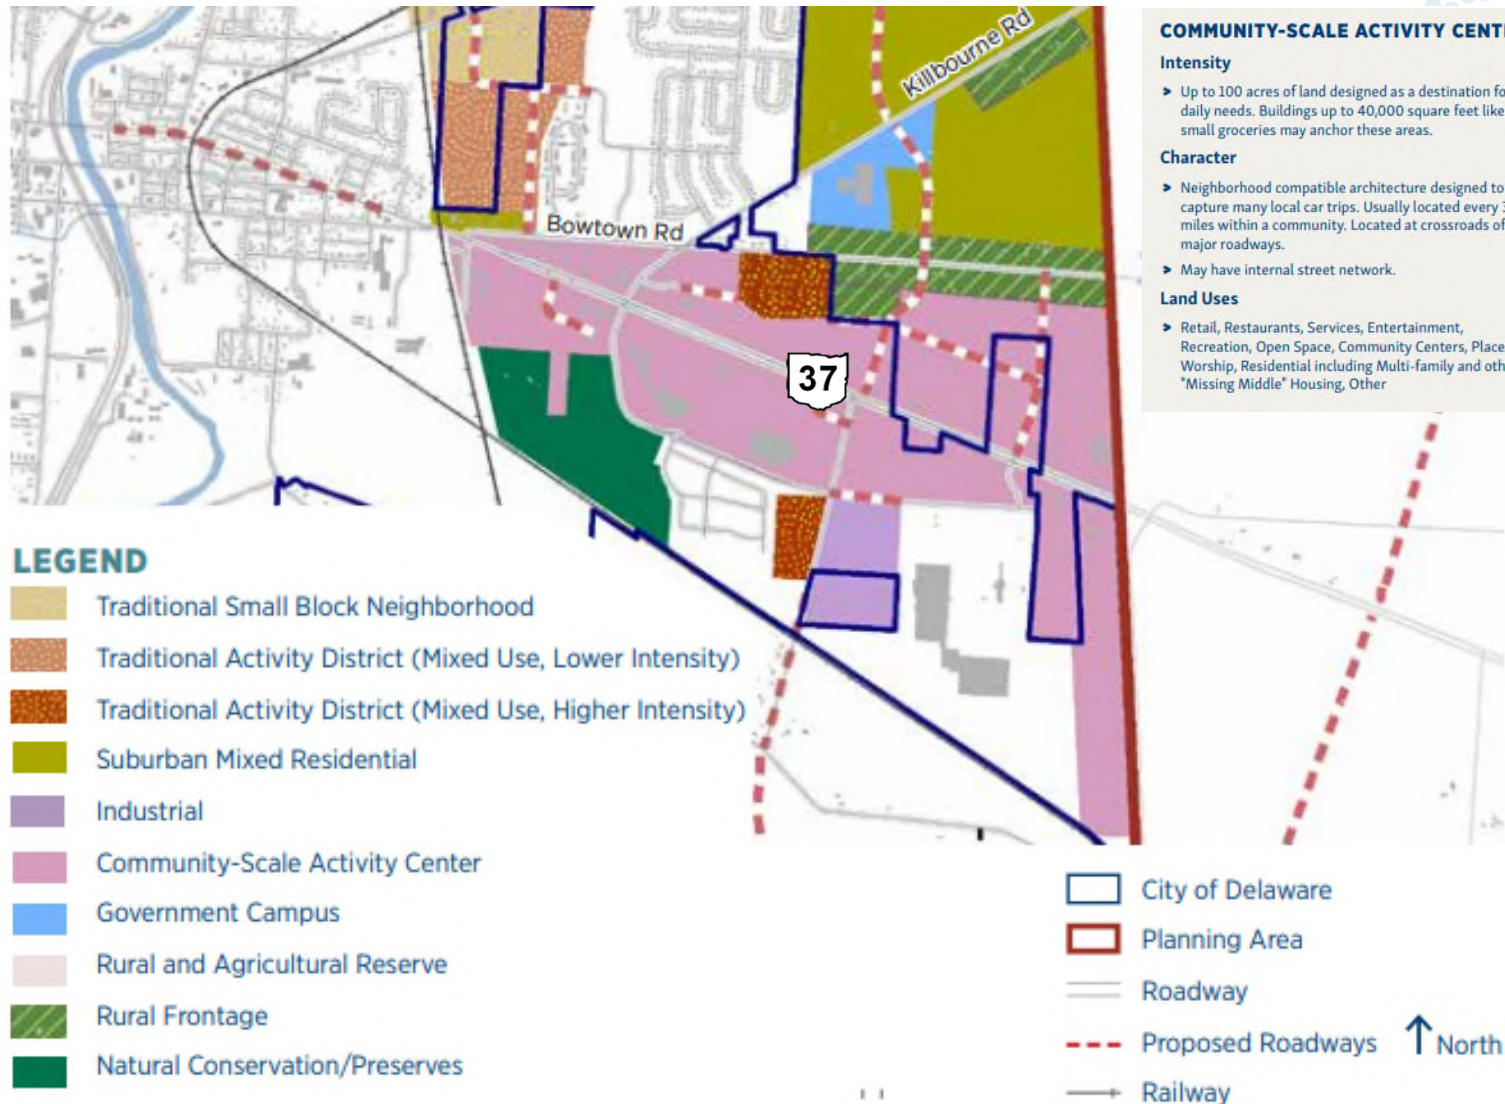 Killbourne Rd
Bowtown Rd
37
COMMUNITY-SCALE ACTIVITY
Intensity
➤ Up to 100 acres of land designed as a destination
daily needs. Buildings up to 40,000 square feet like
small groceries may anchor these areas.
Character
➤ Neighborhood compatible architecture designed to
capture many local car trips. Usually located every
miles within a community. Located at crossroads of
major roadways.
➤ May have internal street network.
Land Uses
➤ Retail, Restaurants, Services, Entertainment,
Recreation, Open Space, Community Centers,
Worship, Residential including Multi-family and
"Missing Middle" Housing, Other
LEGEND
Traditional Small Block Neighborhood
Traditional Activity District (Mixed Use, Lower Intensity)
Traditional Activity District (Mixed Use, Higher Intensity)
Suburban Mixed Residential
Industrial
Community-Scale Activity Center
Government Campus
Rural and Agricultural Reserve
Rural Frontage
Natural Conservation/Preserves
City of Delaware
Planning Area
Roadway
Proposed Roadways
North
Railway